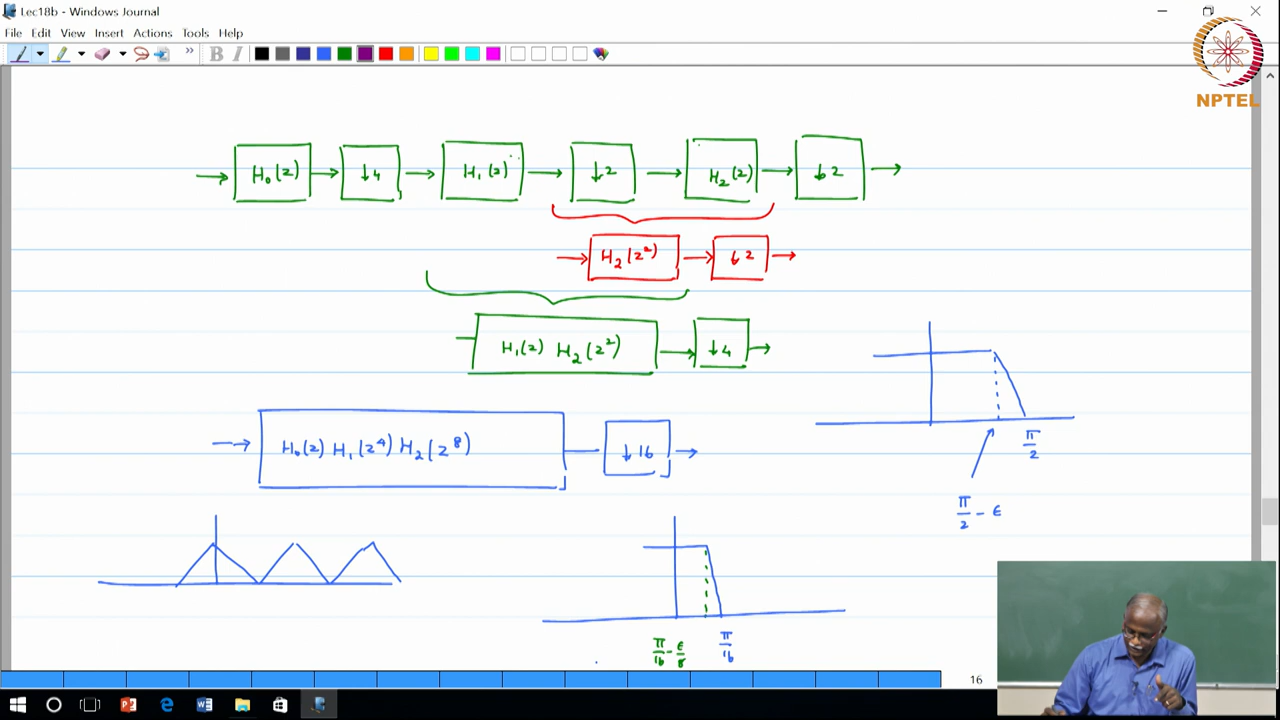 Lec18b - Windows Journal
File Edit View Insert Actions Tools Help
B I
NPTEL
H₀(z) ↓4 H₁(z) ↓2 H₂(z) ↓2
H₂(z²) ↓2
H₁(z) H₂(z²) ↓4
H₀(z) H₁(z⁴) H₂(z⁸) ↓16
π/2
π/2 - ε
π/16 - ε/8 π/16
16